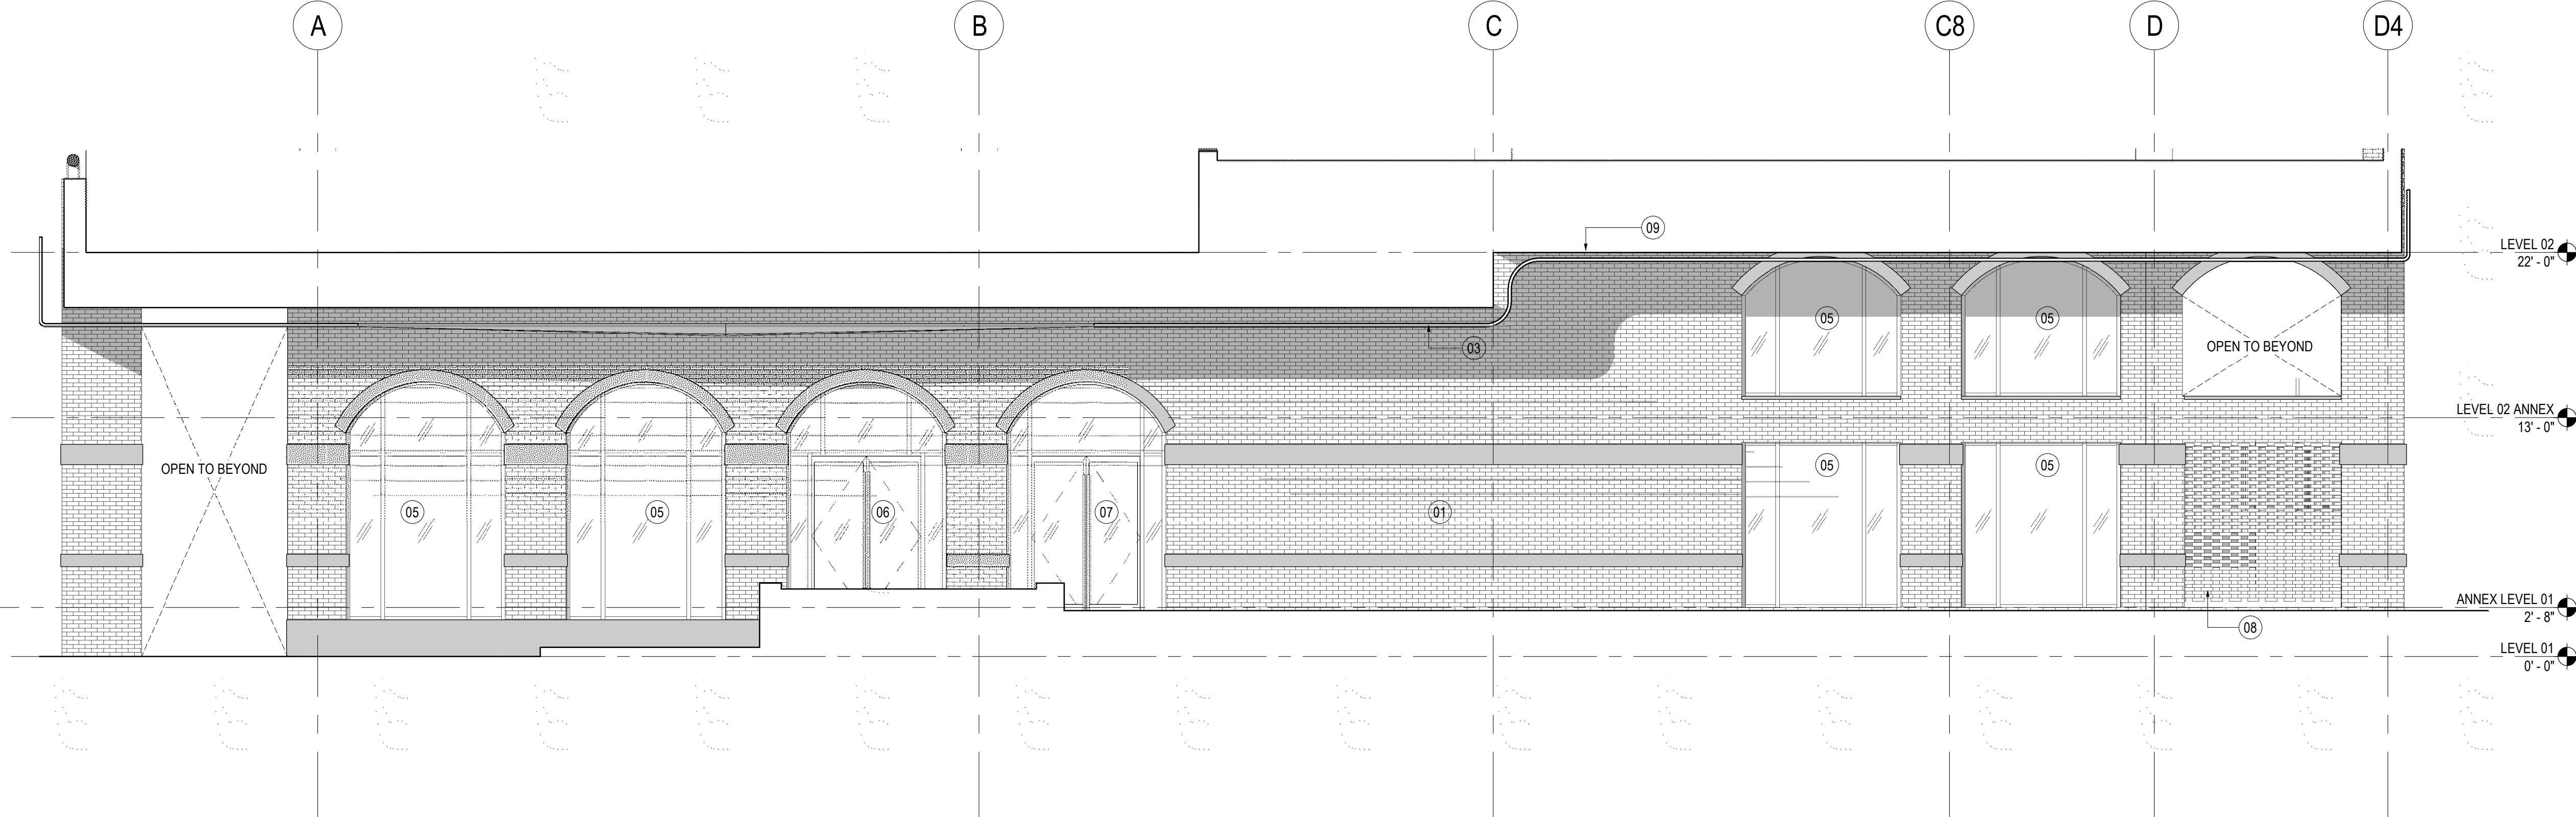 A
B
C
C8
D
D4
09
LEVEL 02
22' - 0"
03
05
05
OPEN TO BEYOND
LEVEL 02 ANNEX
13' - 0"
OPEN TO BEYOND
05
05
05
05
06
07
01
ANNEX LEVEL 01
2' - 8"
08
LEVEL 01
0' - 0"